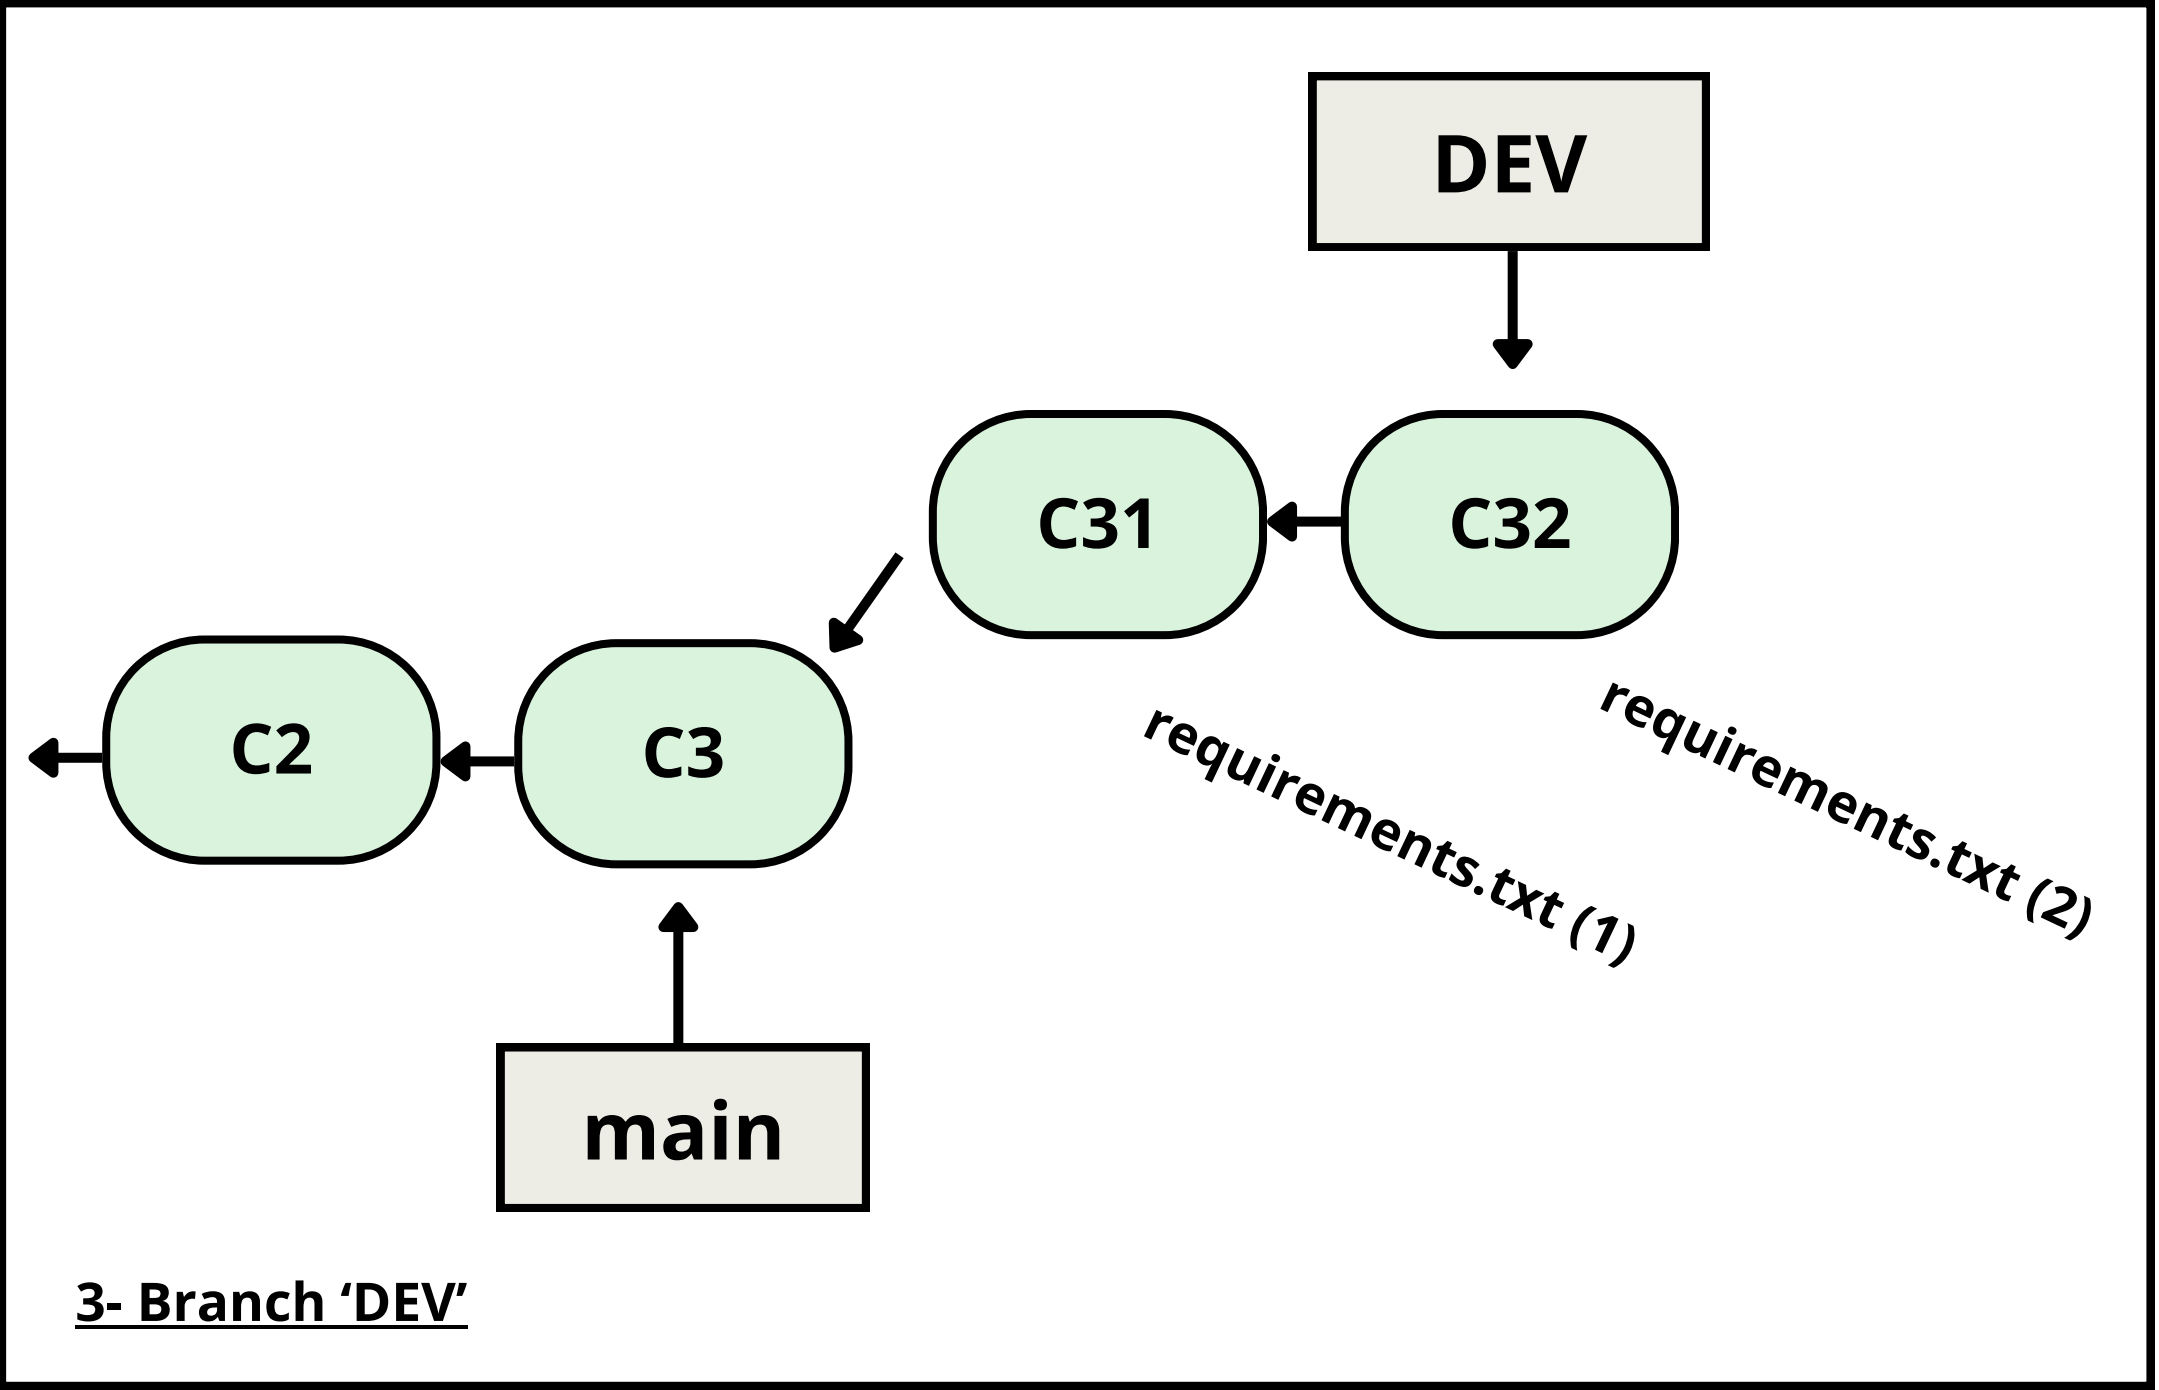 DEV
C31
C32
C2
C3
requirements.txt (1)
requirements.txt (2)
main
3- Branch ‘DEV’